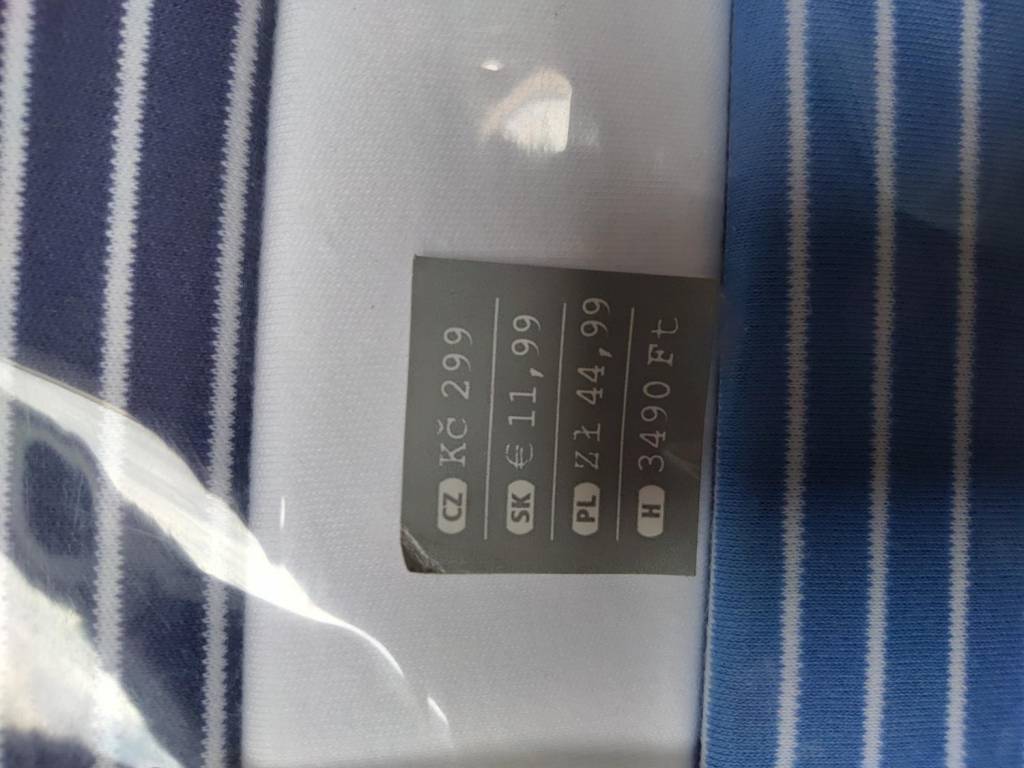 CZ Kč 299
SK € 11,99
PL Zł 44,99
H 3490 Ft